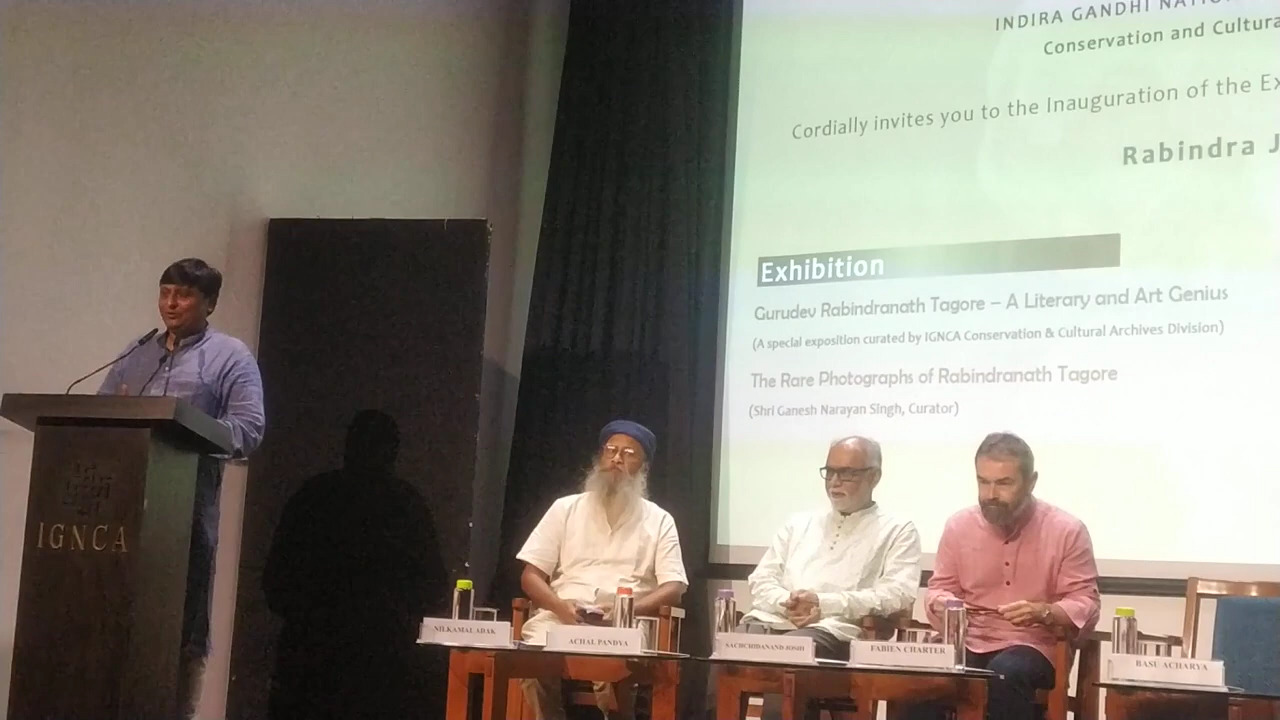 INDIRA GANDHI
Conservation and
Cordially invites you to the Inauguration of the
Rabindra
Exhibition
Gurudev Rabindranath Tagore – A Literary and Art Genius
(A special exposition curated by IGNCA Conservation & Cultural Archives Division)
The Rare Photographs of Rabindranath Tagore
(Shri Ganesh Narayan Singh, Curator)
IGNCA
NILKAMAL ADAK
ACHAL PANDYA
SACHCHIDANAND JOSHI
FABIEN CHARTER
BASU ACHARYA